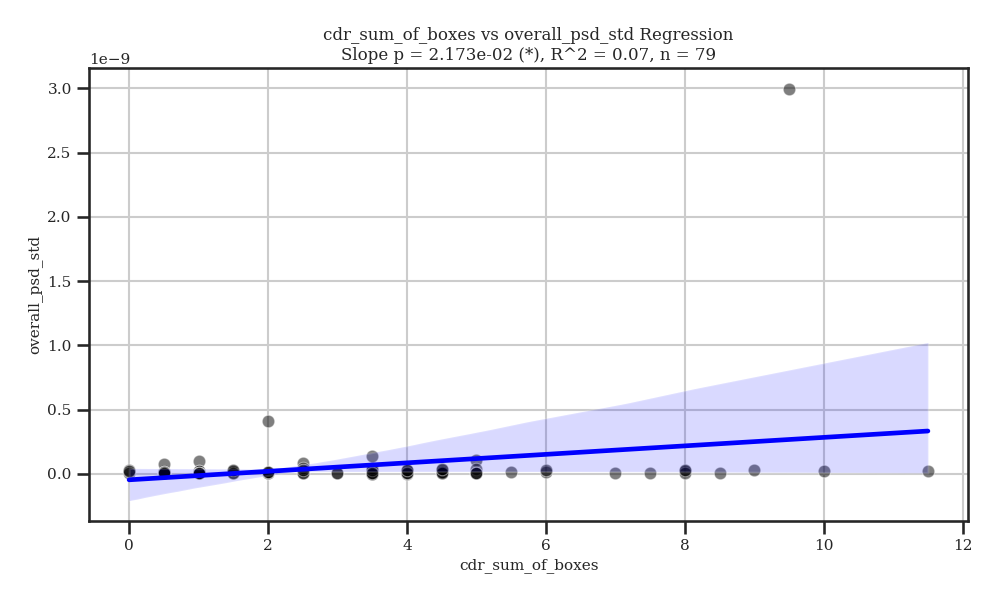 cdr_sum_of_boxes vs overall_psd_std Regression
Slope p = 2.173e-02 (*), R^2 = 0.07, n = 79
1e−9
3.0
2.5
2.0
1.5
1.0
0.5
0.0
overall_psd_std
0 2 4 6 8 10 12
cdr_sum_of_boxes